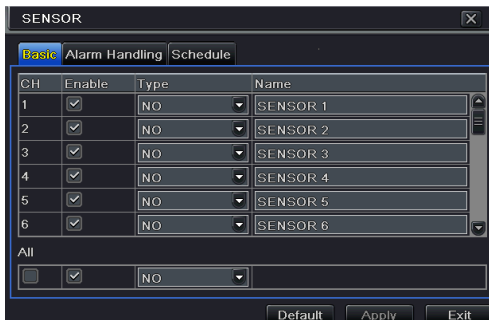 SENSOR
Basic Alarm Handling Schedule
CH Enable Type Name
1 NO SENSOR 1
2 NO SENSOR 2
3 NO SENSOR 3
4 NO SENSOR 4
5 NO SENSOR 5
6 NO SENSOR 6
All
NO
Default Apply Exit